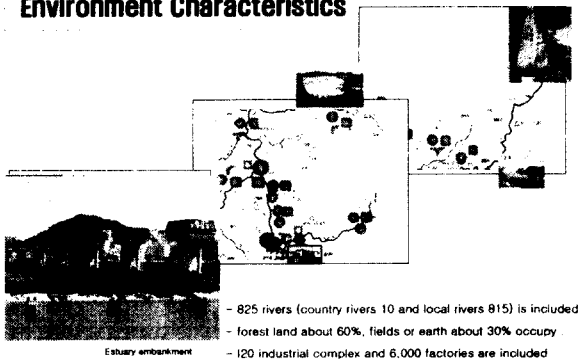 Environment Characteristics
- 825 rivers (country rivers 10 and local rivers 815) is included
- forest land about 60%, fields or earth about 30% occupy
Estuary embankment
- 120 industrial complex and 6,000 factories are included